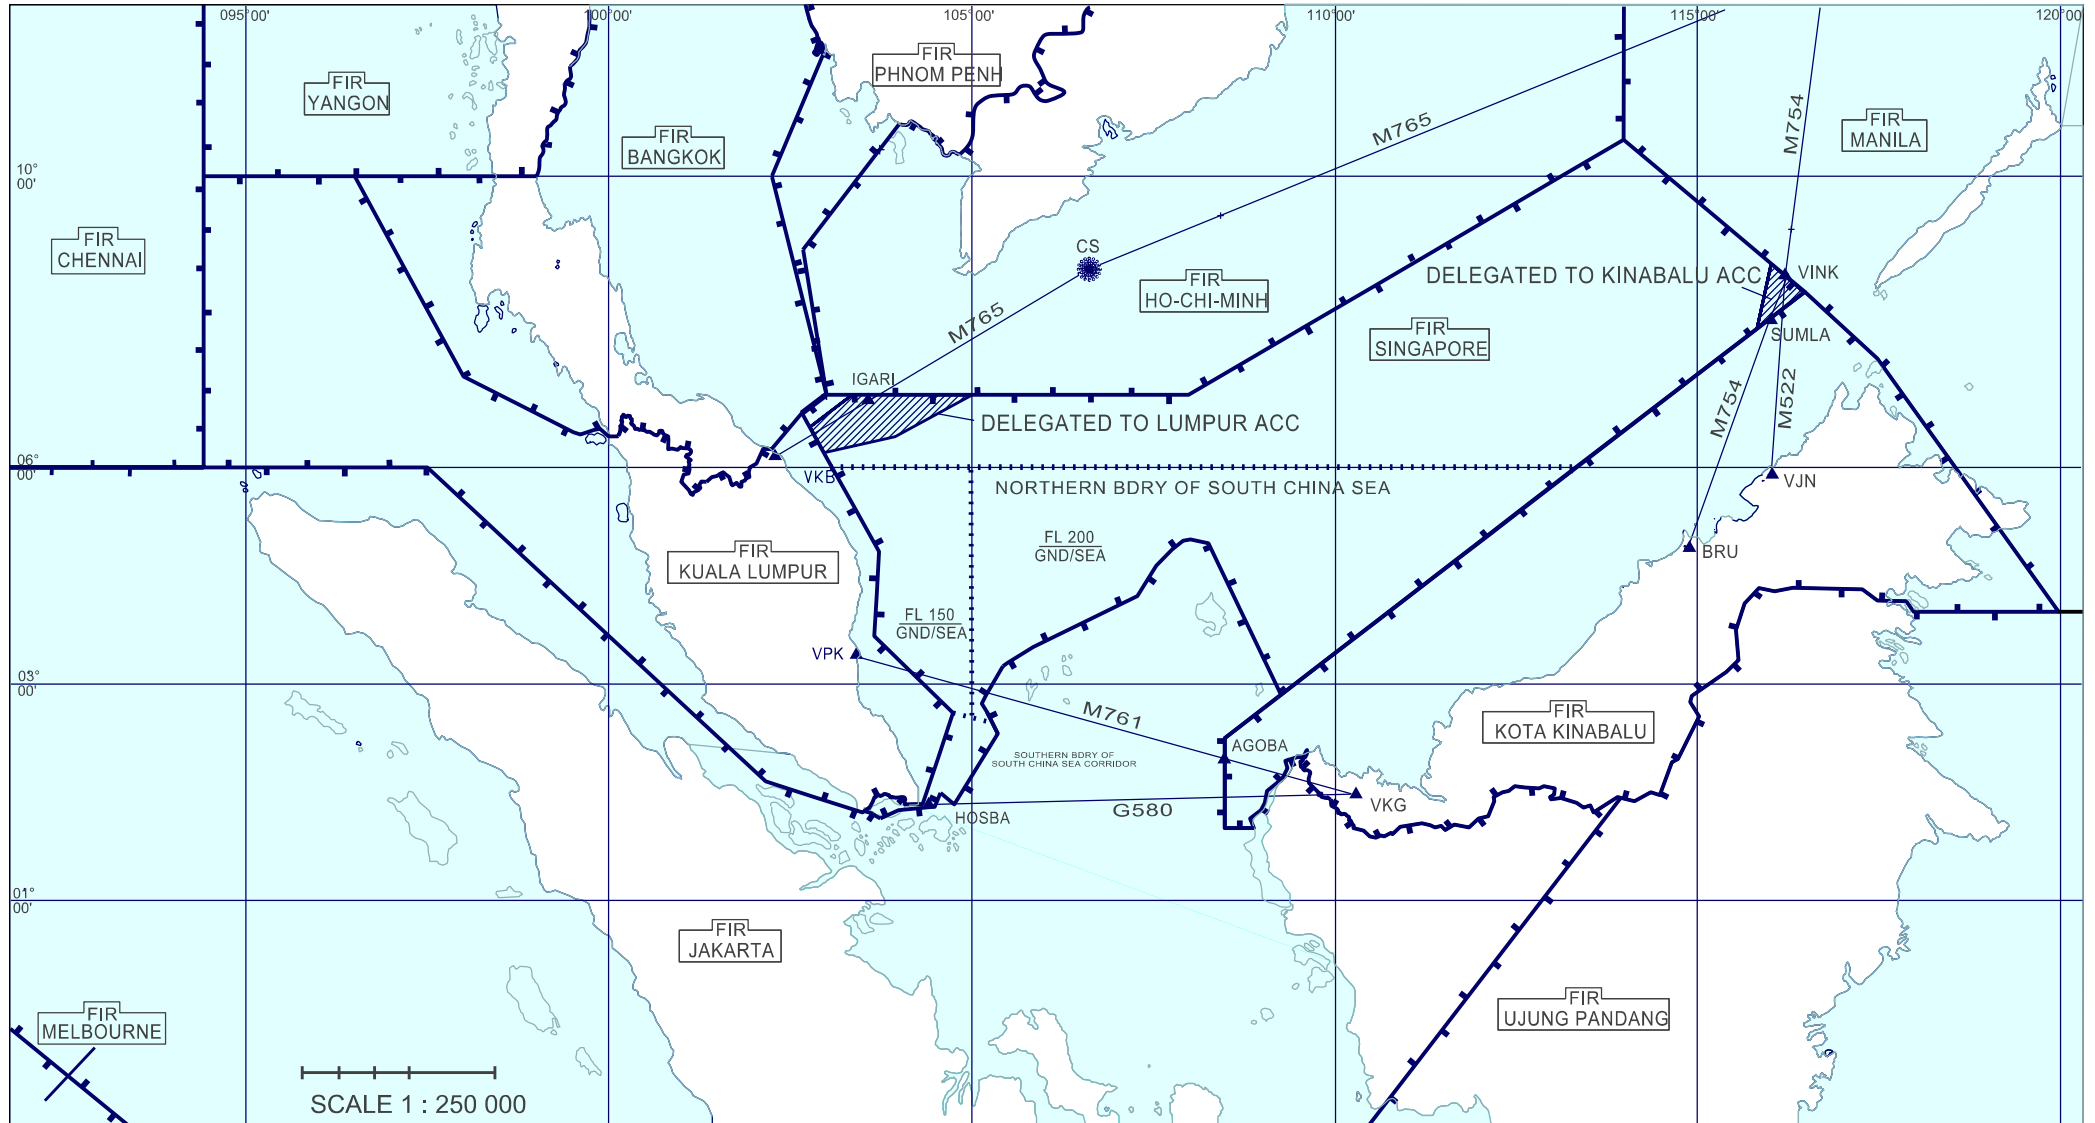 095°00'
100°00'
105°00'
110°00'
115°00'
120°00'
FIR
PHNOM PENH
FIR
YANGON
M754
FIR
MANILA
M765
FIR
BANGKOK
10°
00'
FIR
CHENNAI
CS
DELEGATED TO KINABALU ACC
VINK
FIR
HO-CHI-MINH
M765
FIR
SINGAPORE
SUMLA
IGARI
M754
M522
DELEGATED TO LUMPUR ACC
06°
00'
VKB
NORTHERN BDRY OF SOUTH CHINA SEA
VJN
FL 200
GND/SEA
BRU
FIR
KUALA LUMPUR
FL 150
GND/SEA
VPK
03°
00'
M761
FIR
KOTA KINABALU
AGOBA
SOUTHERN BDRY OF
SOUTH CHINA SEA CORRIDOR
VKG
G580
HOSBA
01°
00'
FIR
JAKARTA
FIR
MELBOURNE
FIR
UJUNG PANDANG
SCALE 1 : 250 000